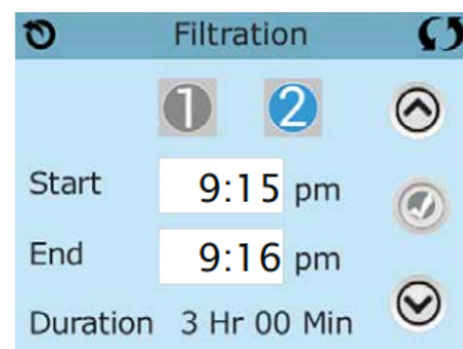 Filtration
1 2
Start 9:15 pm
End 9:16 pm
Duration 3 Hr 00 Min